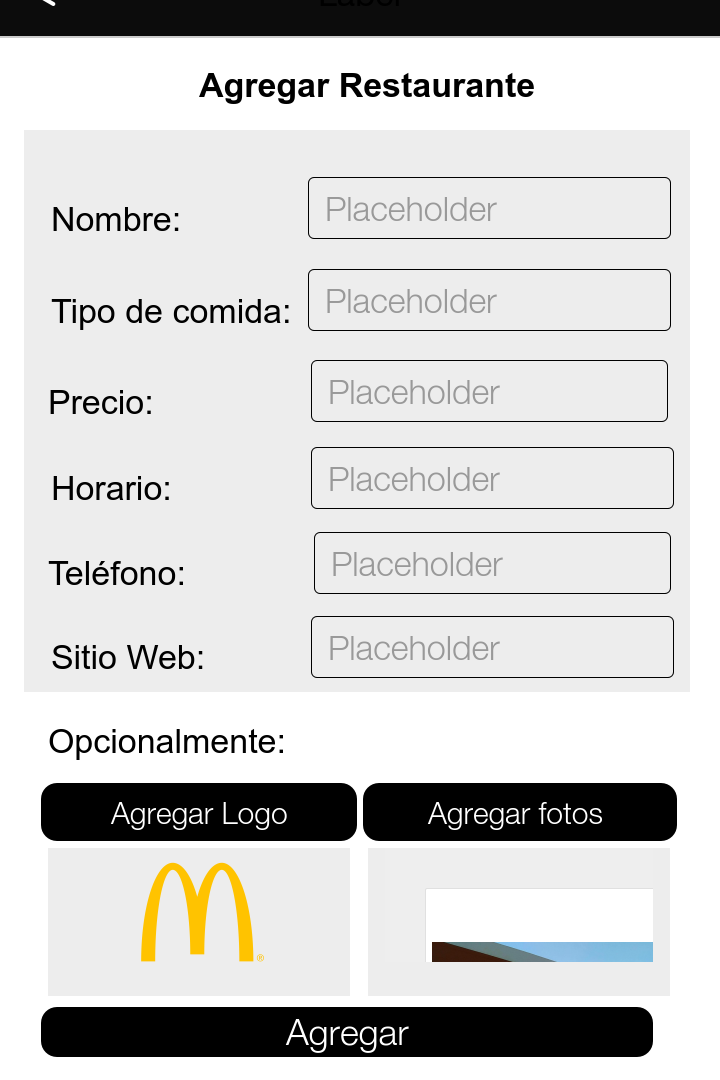 Label
Agregar Restaurante
Nombre: Placeholder
Tipo de comida: Placeholder
Precio: Placeholder
Horario: Placeholder
Teléfono: Placeholder
Sitio Web: Placeholder
Opcionalmente:
Agregar Logo Agregar fotos
®
Agregar